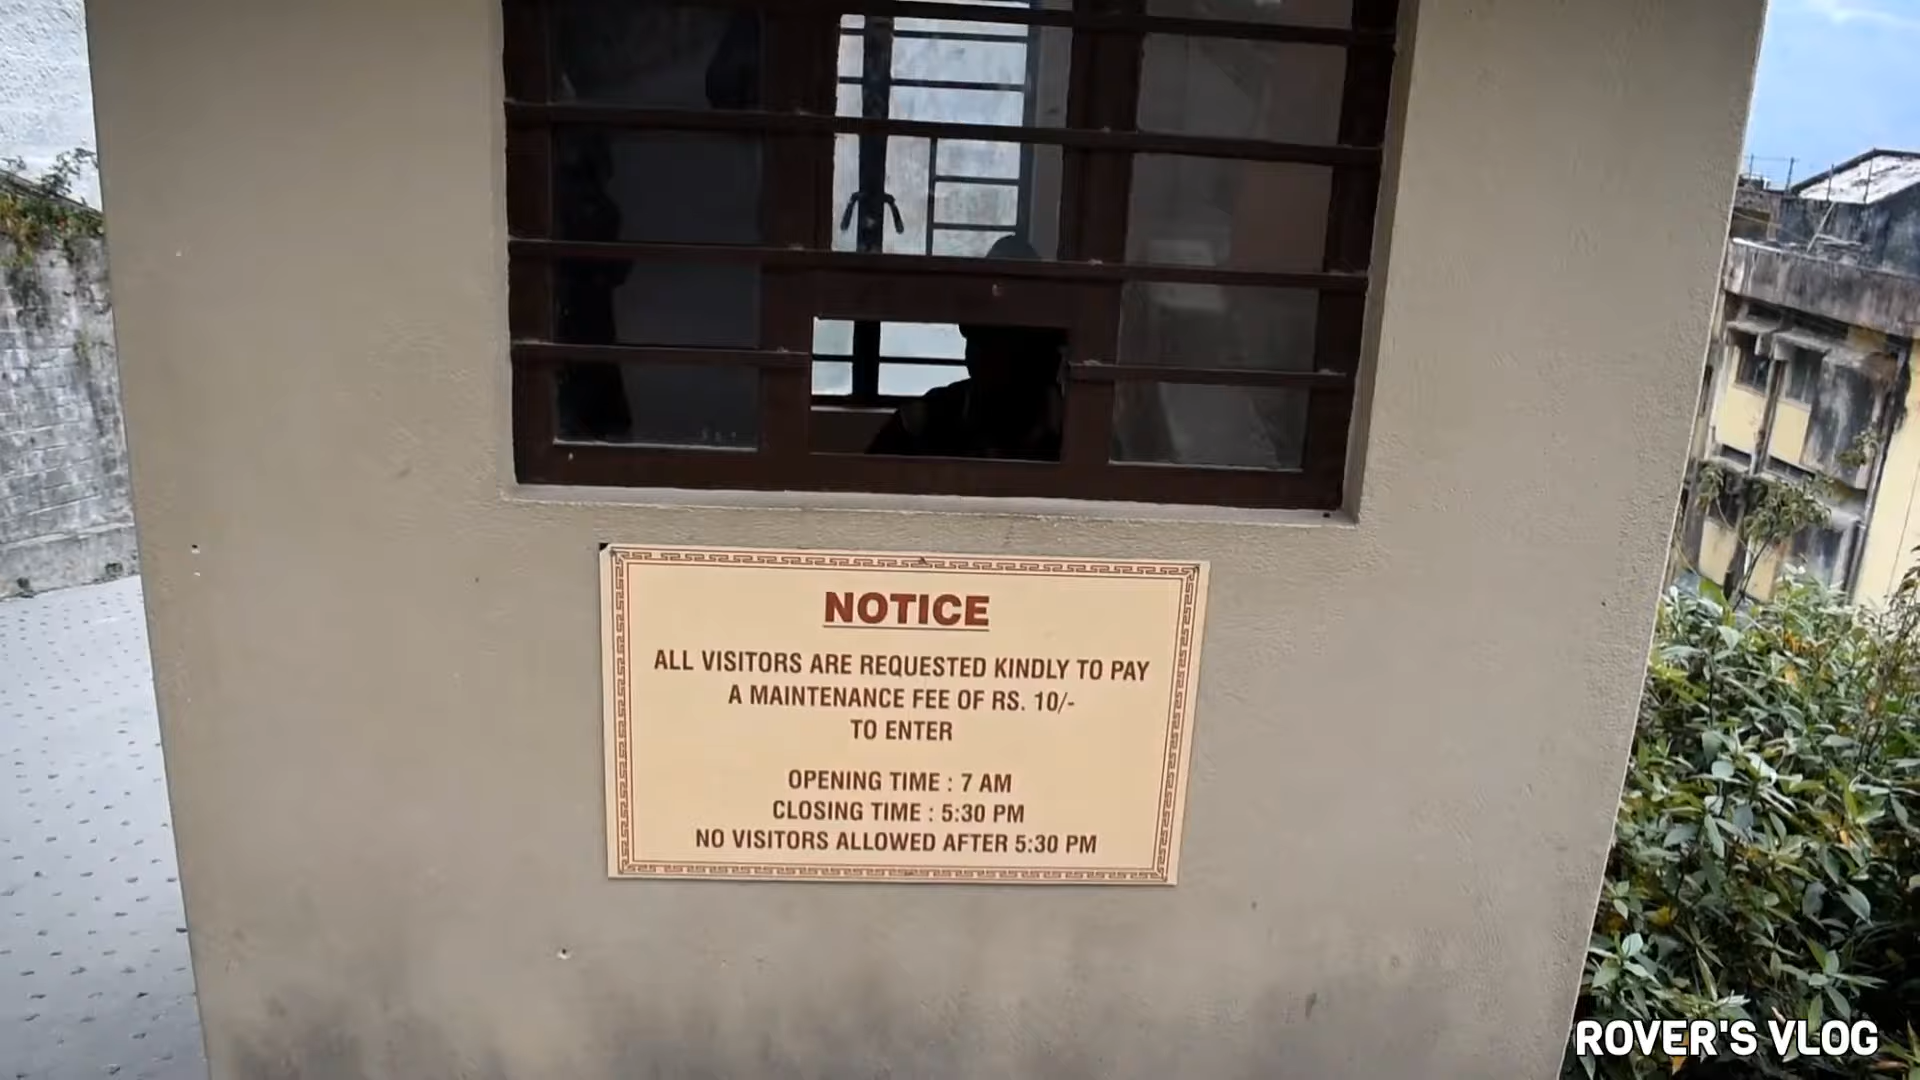 NOTICE
ALL VISITORS ARE REQUESTED KINDLY TO PAY
A MAINTENANCE FEE OF RS. 10/-
TO ENTER
OPENING TIME : 7 AM
CLOSING TIME : 5:30 PM
NO VISITORS ALLOWED AFTER 5:30 PM
ROVER'S VLOG